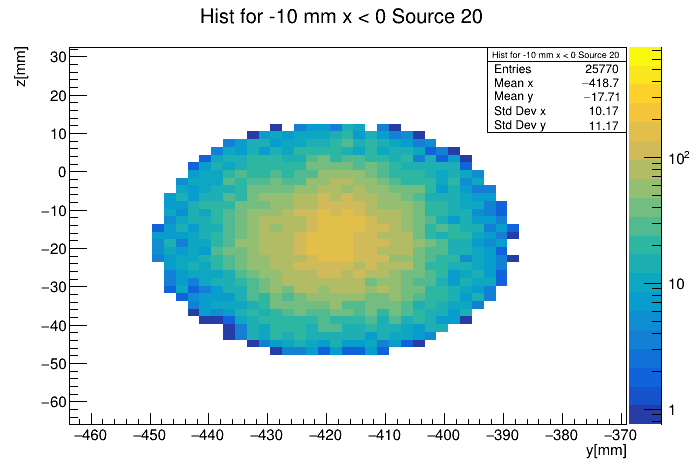 Hist for -10 mm x < 0 Source 20
z[mm]
30
20
10
0
−10
−20
−30
−40
−50
−60
Hist for -10 mm x < 0 Source 20
Entries 25770
Mean x −418.7
Mean y −17.71
Std Dev x 10.17
Std Dev y 11.17
10²
10
1
−460 −450 −440 −430 −420 −410 −400 −390 −380 −370
y[mm]